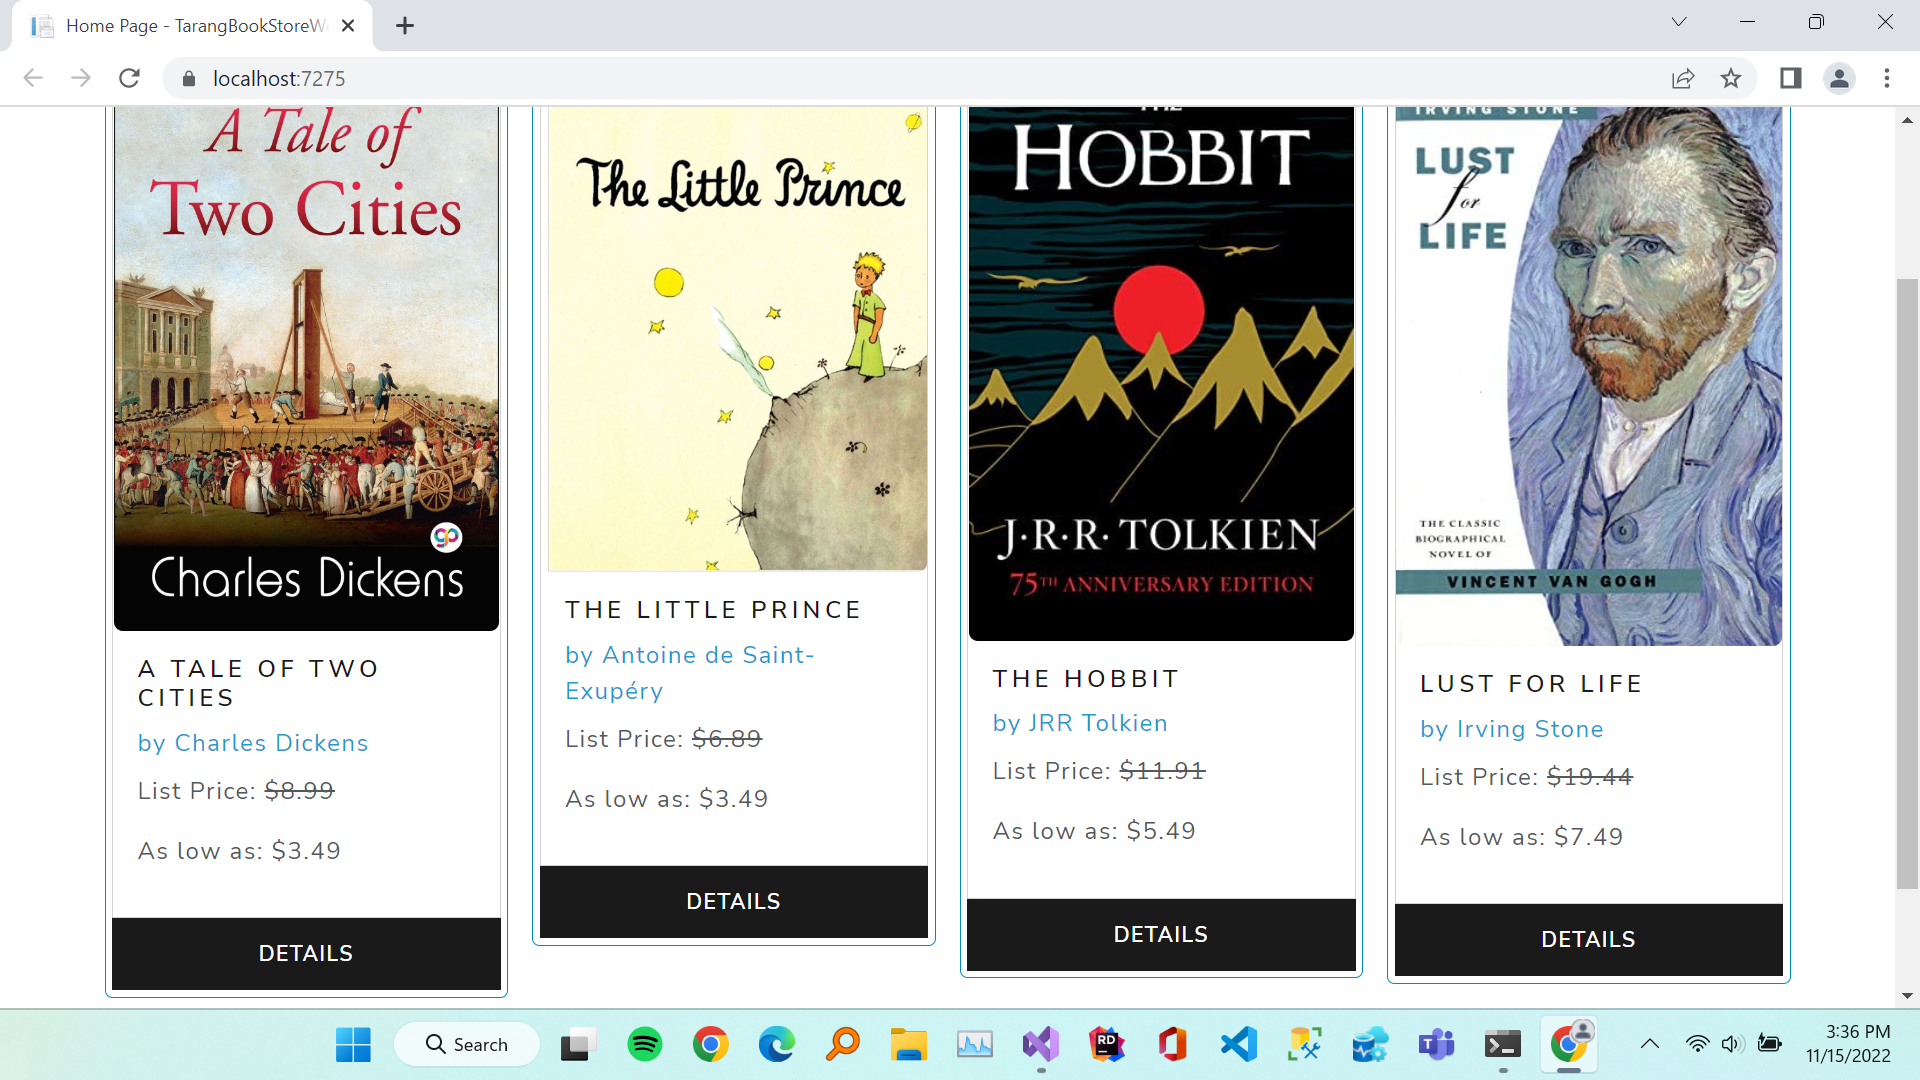 Home Page - TarangBookStoreW
localhost:7275
A Tale of
Two Cities
gp
Charles Dickens
A TALE OF TWO
CITIES
by Charles Dickens
List Price: $8.99
As low as: $3.49
DETAILS
The Little Prince
THE LITTLE PRINCE
by Antoine de Saint-
Exupéry
List Price: $6.89
As low as: $3.49
DETAILS
THE
HOBBIT
J·R·R· TOLKIEN
75TH ANNIVERSARY EDITION
THE HOBBIT
by JRR Tolkien
List Price: $11.91
As low as: $5.49
DETAILS
IRVING STONE
LUST
for
LIFE
THE CLASSIC
BIOGRAPHICAL
NOVEL OF
VINCENT VAN GOGH
LUST FOR LIFE
by Irving Stone
List Price: $19.44
As low as: $7.49
DETAILS
Search
RD
3:36 PM
11/15/2022